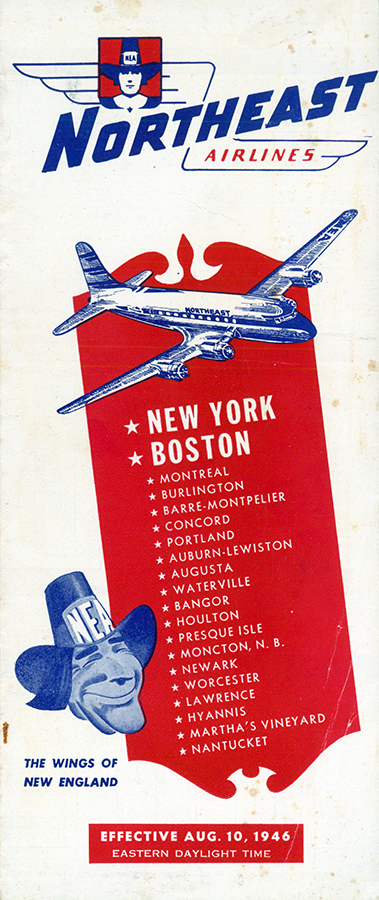 NEA
NORTHEAST
AIRLINES
NEA
NORTHEAST
★ NEW YORK
★ BOSTON
★ MONTREAL
★ BURLINGTON
★ BARRE-MONTPELIER
★ CONCORD
★ PORTLAND
★ AUBURN-LEWISTON
★ AUGUSTA
★ WATERVILLE
★ BANGOR
★ HOULTON
★ PRESQUE ISLE
★ MONCTON, N. B.
★ NEWARK
★ WORCESTER
★ LAWRENCE
★ HYANNIS
★ MARTHA'S VINEYARD
★ NANTUCKET
NEA
THE WINGS OF
NEW ENGLAND
EFFECTIVE AUG. 10, 1946
EASTERN DAYLIGHT TIME